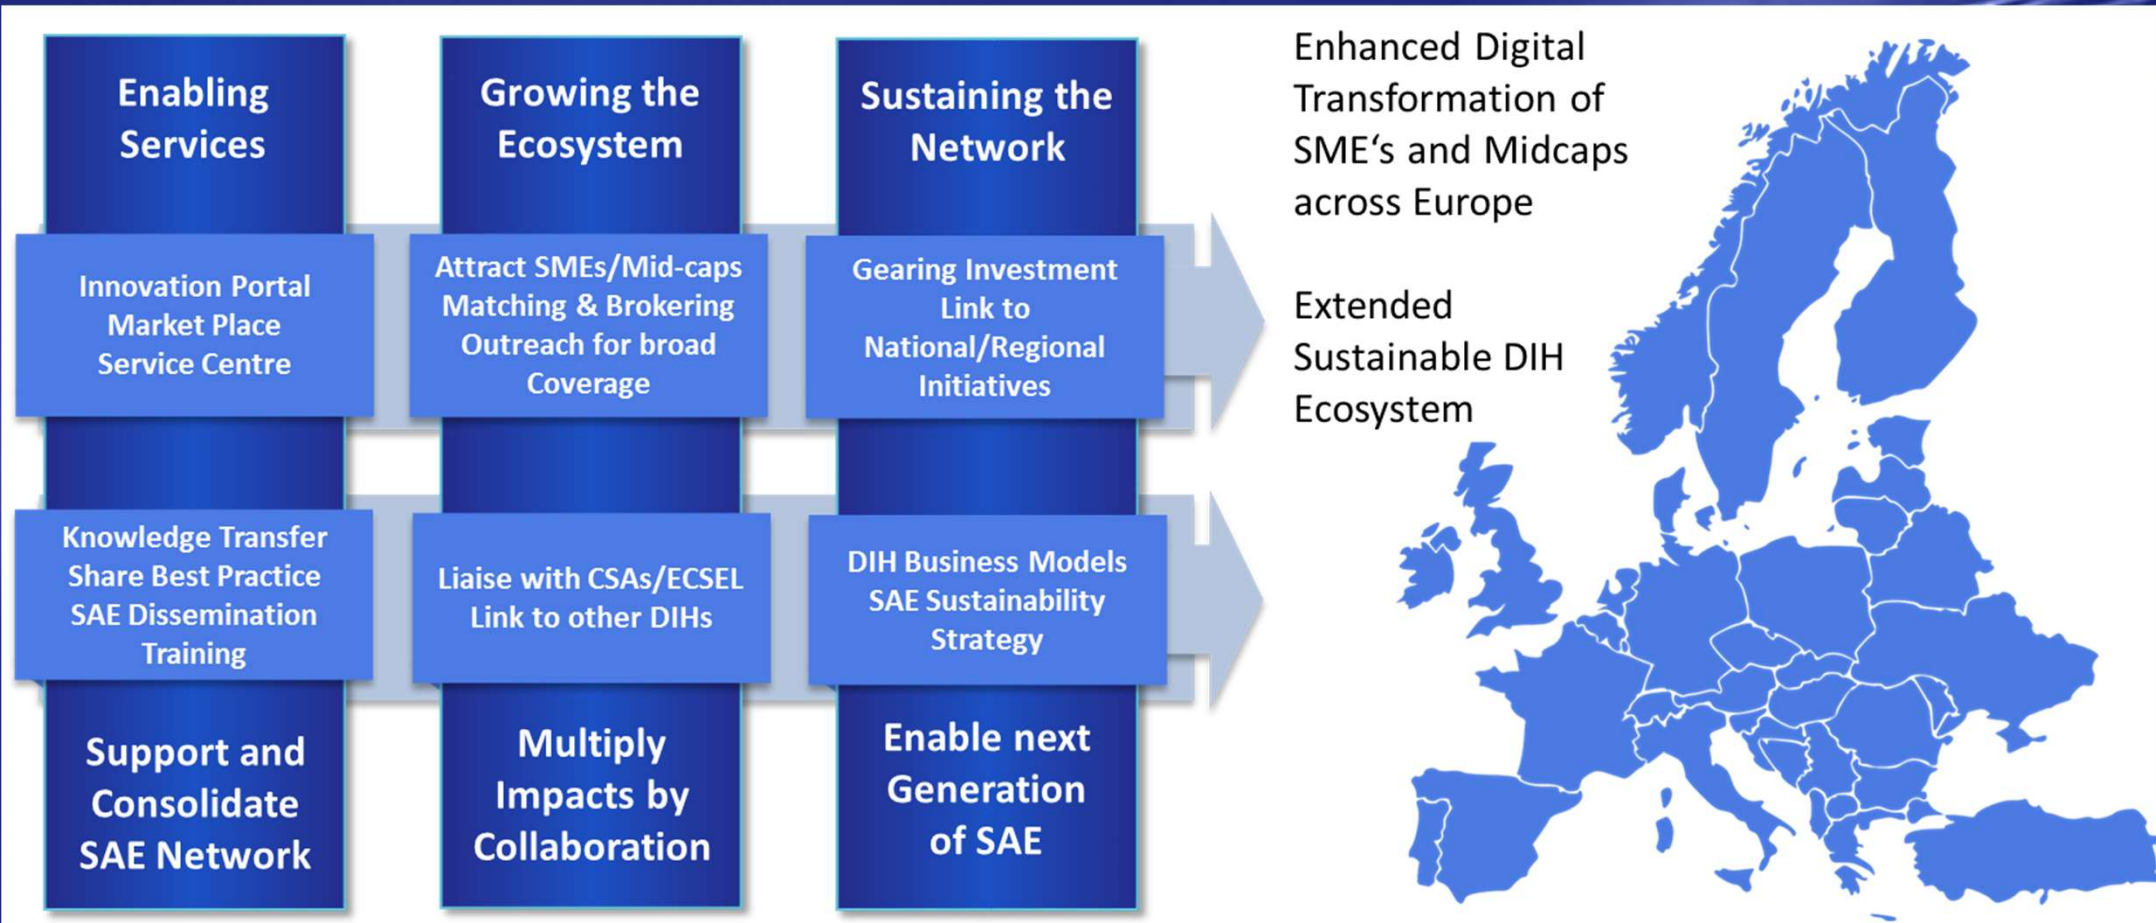 Enabling
Services
Innovation Portal
Market Place
Service Centre
Knowledge Transfer
Share Best Practice
SAE Dissemination
Training
Support and
Consolidate
SAE Network
Growing the
Ecosystem
Attract SMEs/Mid-caps
Matching & Brokering
Outreach for broad
Coverage
Liaise with CSAs/ECSEL
Link to other DIHs
Multiply
Impacts by
Collaboration
Sustaining the
Network
Gearing Investment
Link to
National/Regional
Initiatives
DIH Business Models
SAE Sustainability
Strategy
Enable next
Generation
of SAE
Enhanced Digital
Transformation of
SME‘s and Midcaps
across Europe
Extended
Sustainable DIH
Ecosystem